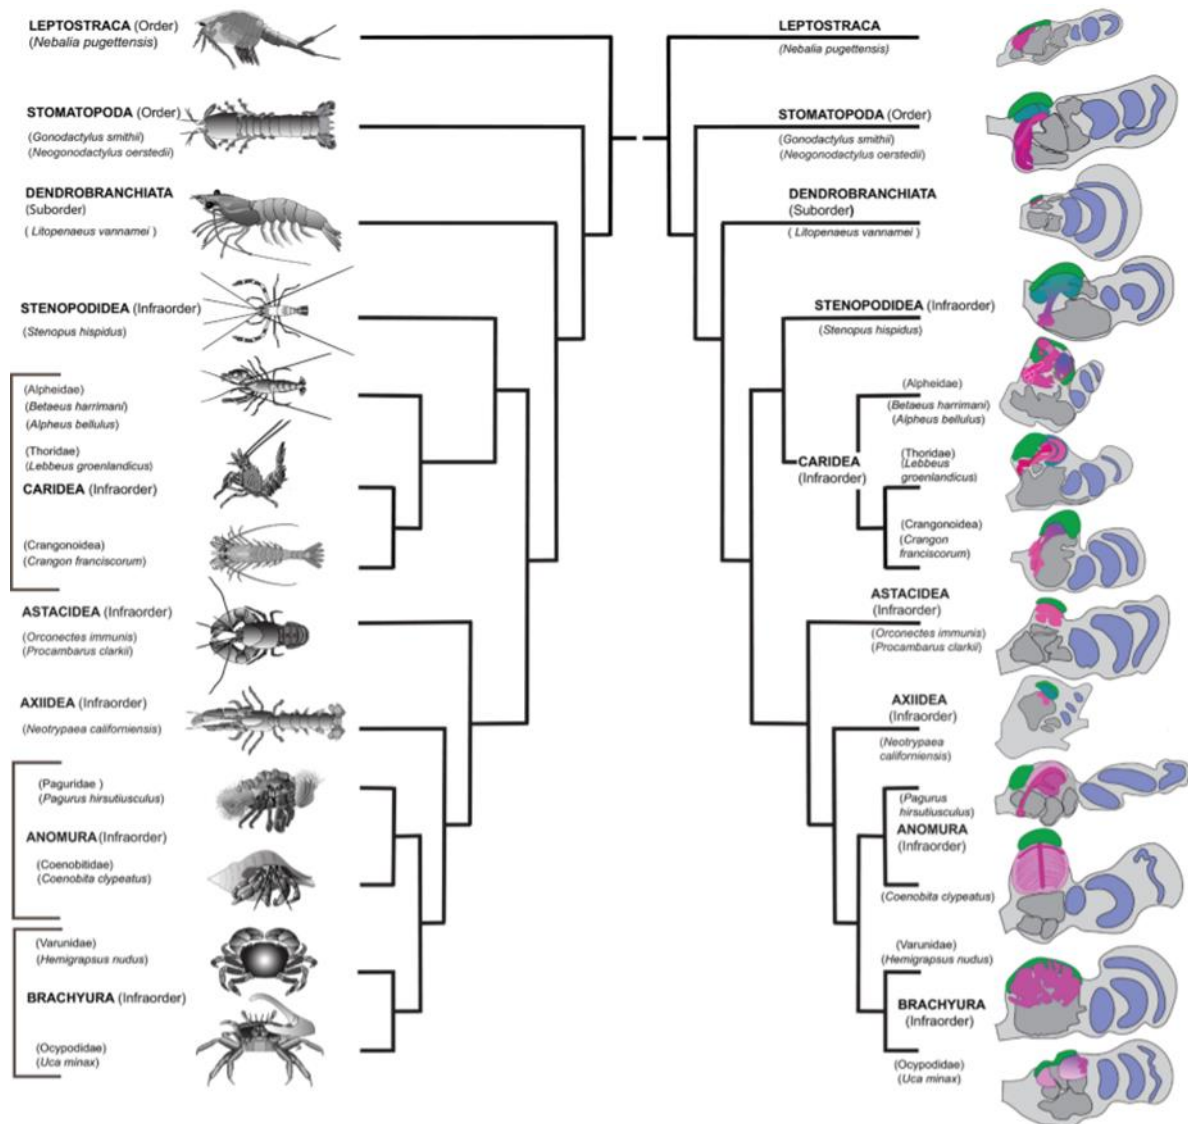 LEPTOSTRACA (Order)
(Nebalia pugettensis)
STOMATOPODA (Order)
(Gonodactylus smithii)
(Neogonodactylus oerstedii)
DENDROBRANCHIATA
(Suborder)
( Litopenaeus vannamei )
STENOPODIDEA (Infraorder)
(Stenopus hispidus)
(Alpheidae)
(Betaeus harrimani)
(Alpheus bellulus)
(Thoridae)
(Lebbeus groenlandicus)
CARIDEA (Infraorder)
(Crangonoidea)
(Crangon franciscorum)
ASTACIDEA (Infraorder)
(Orconectes immunis)
(Procambarus clarkii)
AXIIDEA (Infraorder)
(Neotrypaea californiensis)
(Paguridae )
(Pagurus hirsutiusculus)
ANOMURA (Infraorder)
(Coenobitidae)
(Coenobita clypeatus)
(Varunidae)
(Hemigrapsus nudus)
BRACHYURA (Infraorder)
(Ocypodidae)
(Uca minax)
LEPTOSTRACA
(Nebalia pugettensis)
STOMATOPODA (Order)
(Gonodactylus smithii)
(Neogonodactylus oerstedii)
DENDROBRANCHIATA
(Suborder)
( Litopenaeus vannamei )
STENOPODIDEA (Infraorder)
(Stenopus hispidus)
(Alpheidae)
(Betaeus harrimani)
(Alpheus bellulus)
(Thoridae)
(Lebbeus
groenlandicus)
CARIDEA
(Infraorder)
(Crangonoidea)
(Crangon
franciscorum)
ASTACIDEA
(Infraorder)
(Orconectes immunis)
(Procambarus clarkii)
AXIIDEA
(Infraorder)
(Neotrypaea
californiensis)
(Pagurus
hirsutiusculus)
ANOMURA
(Infraorder)
(Coenobita clypeatus)
(Varunidae)
(Hemigrapsus nudus)
BRACHYURA
(Infraorder)
(Ocypodidae)
(Uca minax)